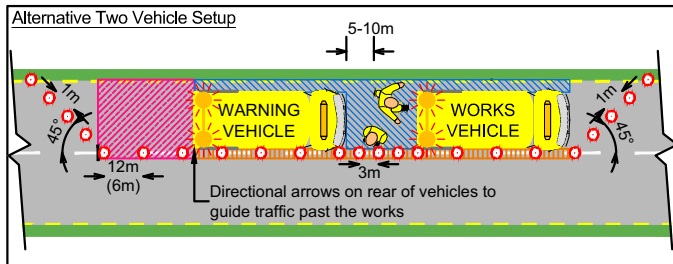 Alternative Two Vehicle Setup
5-10m
1m
1m
45°
45°
WARNING
VEHICLE
WORKS
VEHICLE
12m
(6m)
3m
Directional arrows on rear of vehicles to
guide traffic past the works